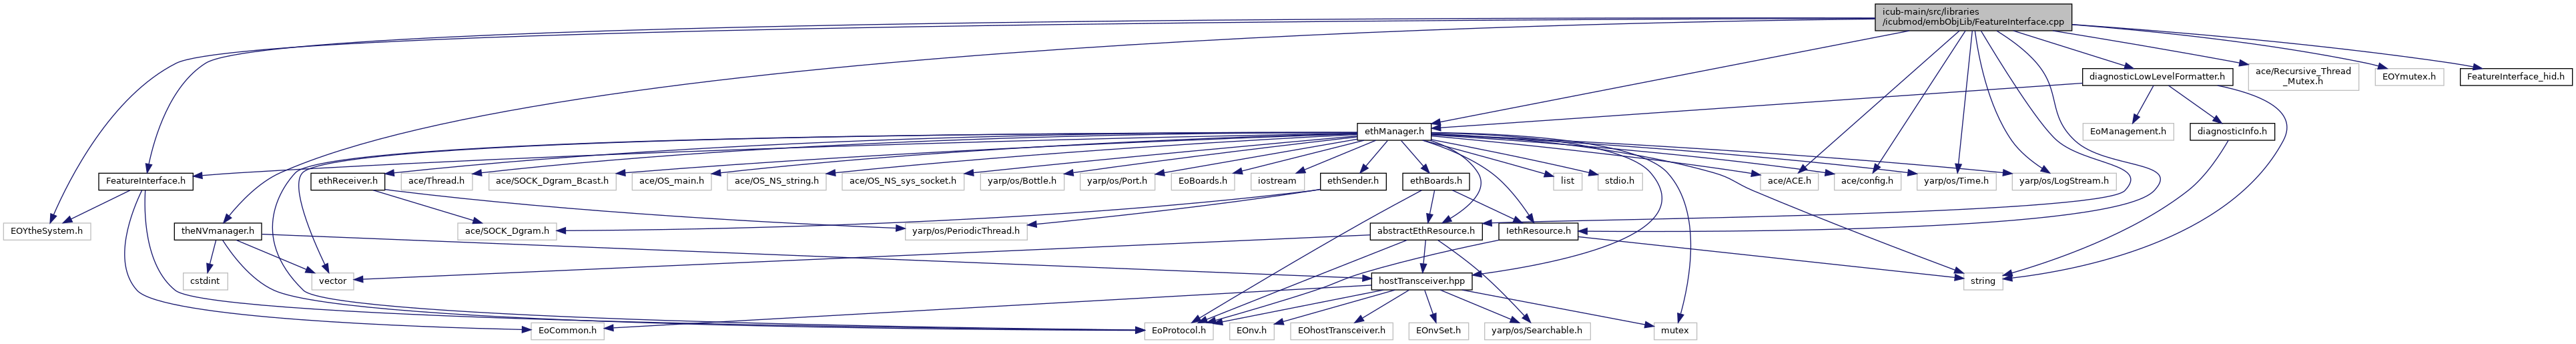 icub-main/src/libraries
/icubmod/embObjLib/FeatureInterface.cpp
diagnosticLowLevelFormatter.h
ace/Recursive_Thread
_Mutex.h
EOYmutex.h
FeatureInterface_hid.h
ethManager.h
EoManagement.h
diagnosticInfo.h
FeatureInterface.h
ethReceiver.h
ace/Thread.h
ace/SOCK_Dgram_Bcast.h
ace/OS_main.h
ace/OS_NS_string.h
ace/OS_NS_sys_socket.h
yarp/os/Bottle.h
yarp/os/Port.h
EoBoards.h
iostream
ethSender.h
ethBoards.h
list
stdio.h
ace/ACE.h
ace/config.h
yarp/os/Time.h
yarp/os/LogStream.h
EOYtheSystem.h
theNVmanager.h
ace/SOCK_Dgram.h
yarp/os/PeriodicThread.h
abstractEthResource.h
IethResource.h
cstdint
vector
hostTransceiver.hpp
string
EoCommon.h
EoProtocol.h
EOnv.h
EOhostTransceiver.h
EOnvSet.h
yarp/os/Searchable.h
mutex